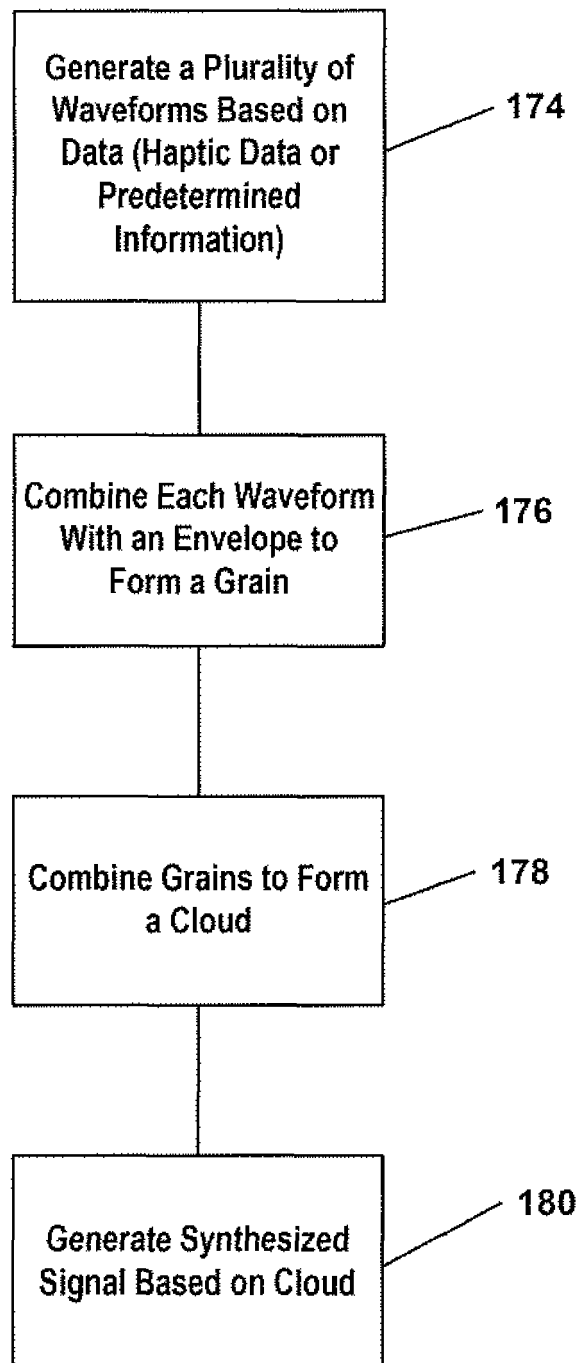 Generate a Plurality of
Waveforms Based on
Data (Haptic Data or
Predetermined
Information)
174
Combine Each Waveform
With an Envelope to
Form a Grain
176
Combine Grains to Form
a Cloud
178
Generate Synthesized
Signal Based on Cloud
180